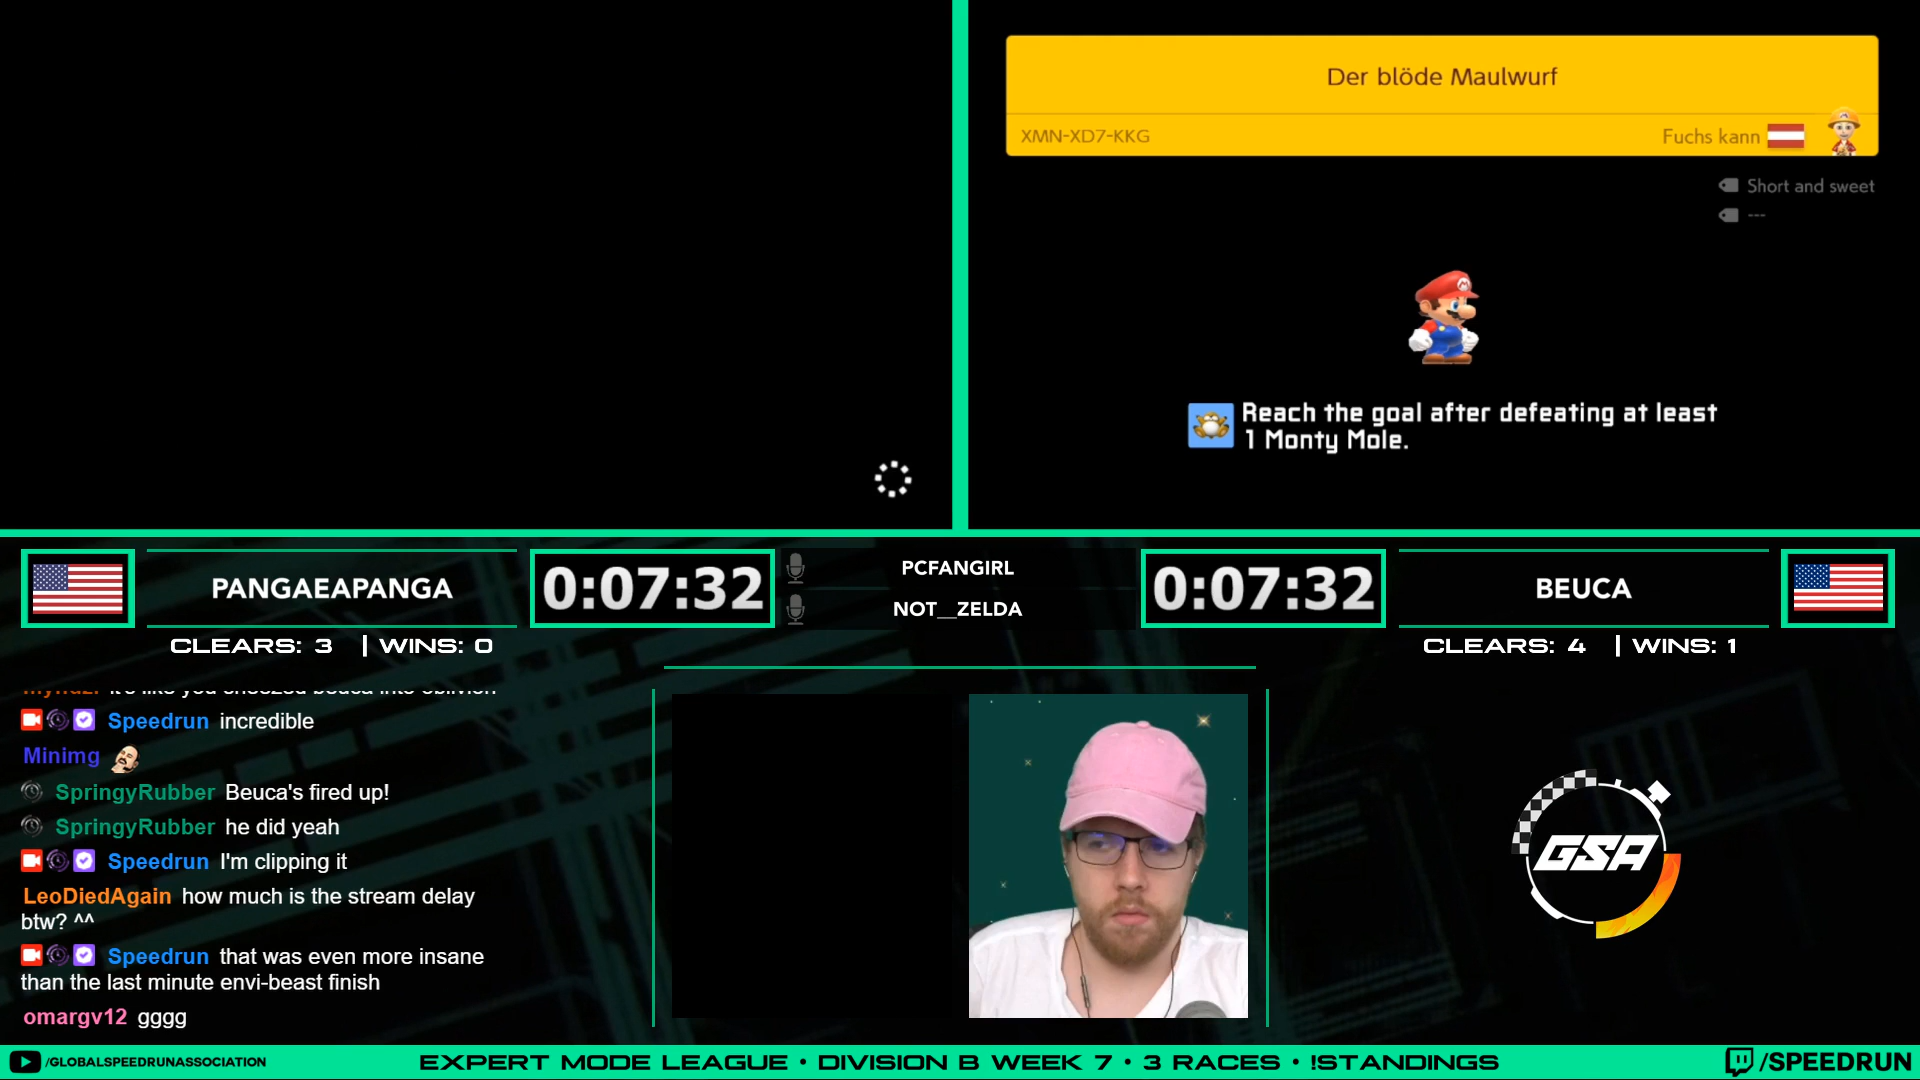 Der blöde Maulwurf
XMN-XD7-KKG
Fuchs kann
Short and sweet
---
Reach the goal after defeating at least
1 Monty Mole.
PANGAEAPANGA
0:07:32
PCFANGIRL
NOT__ZELDA
0:07:32
BEUCA
CLEARS: 3 | WINS: 0
CLEARS: 4 | WINS: 1
Speedrun incredible
Minimg
SpringyRubber Beuca's fired up!
SpringyRubber he did yeah
Speedrun I'm clipping it
LeoDiedAgain how much is the stream delay
btw? ^^
Speedrun that was even more insane
than the last minute envi-beast finish
omargv12 gggg
GSA
/GLOBALSPEEDRUNASSOCIATION
EXPERT MODE LEAGUE • DIVISION B WEEK 7 • 3 RACES • !STANDINGS
/SPEEDRUN